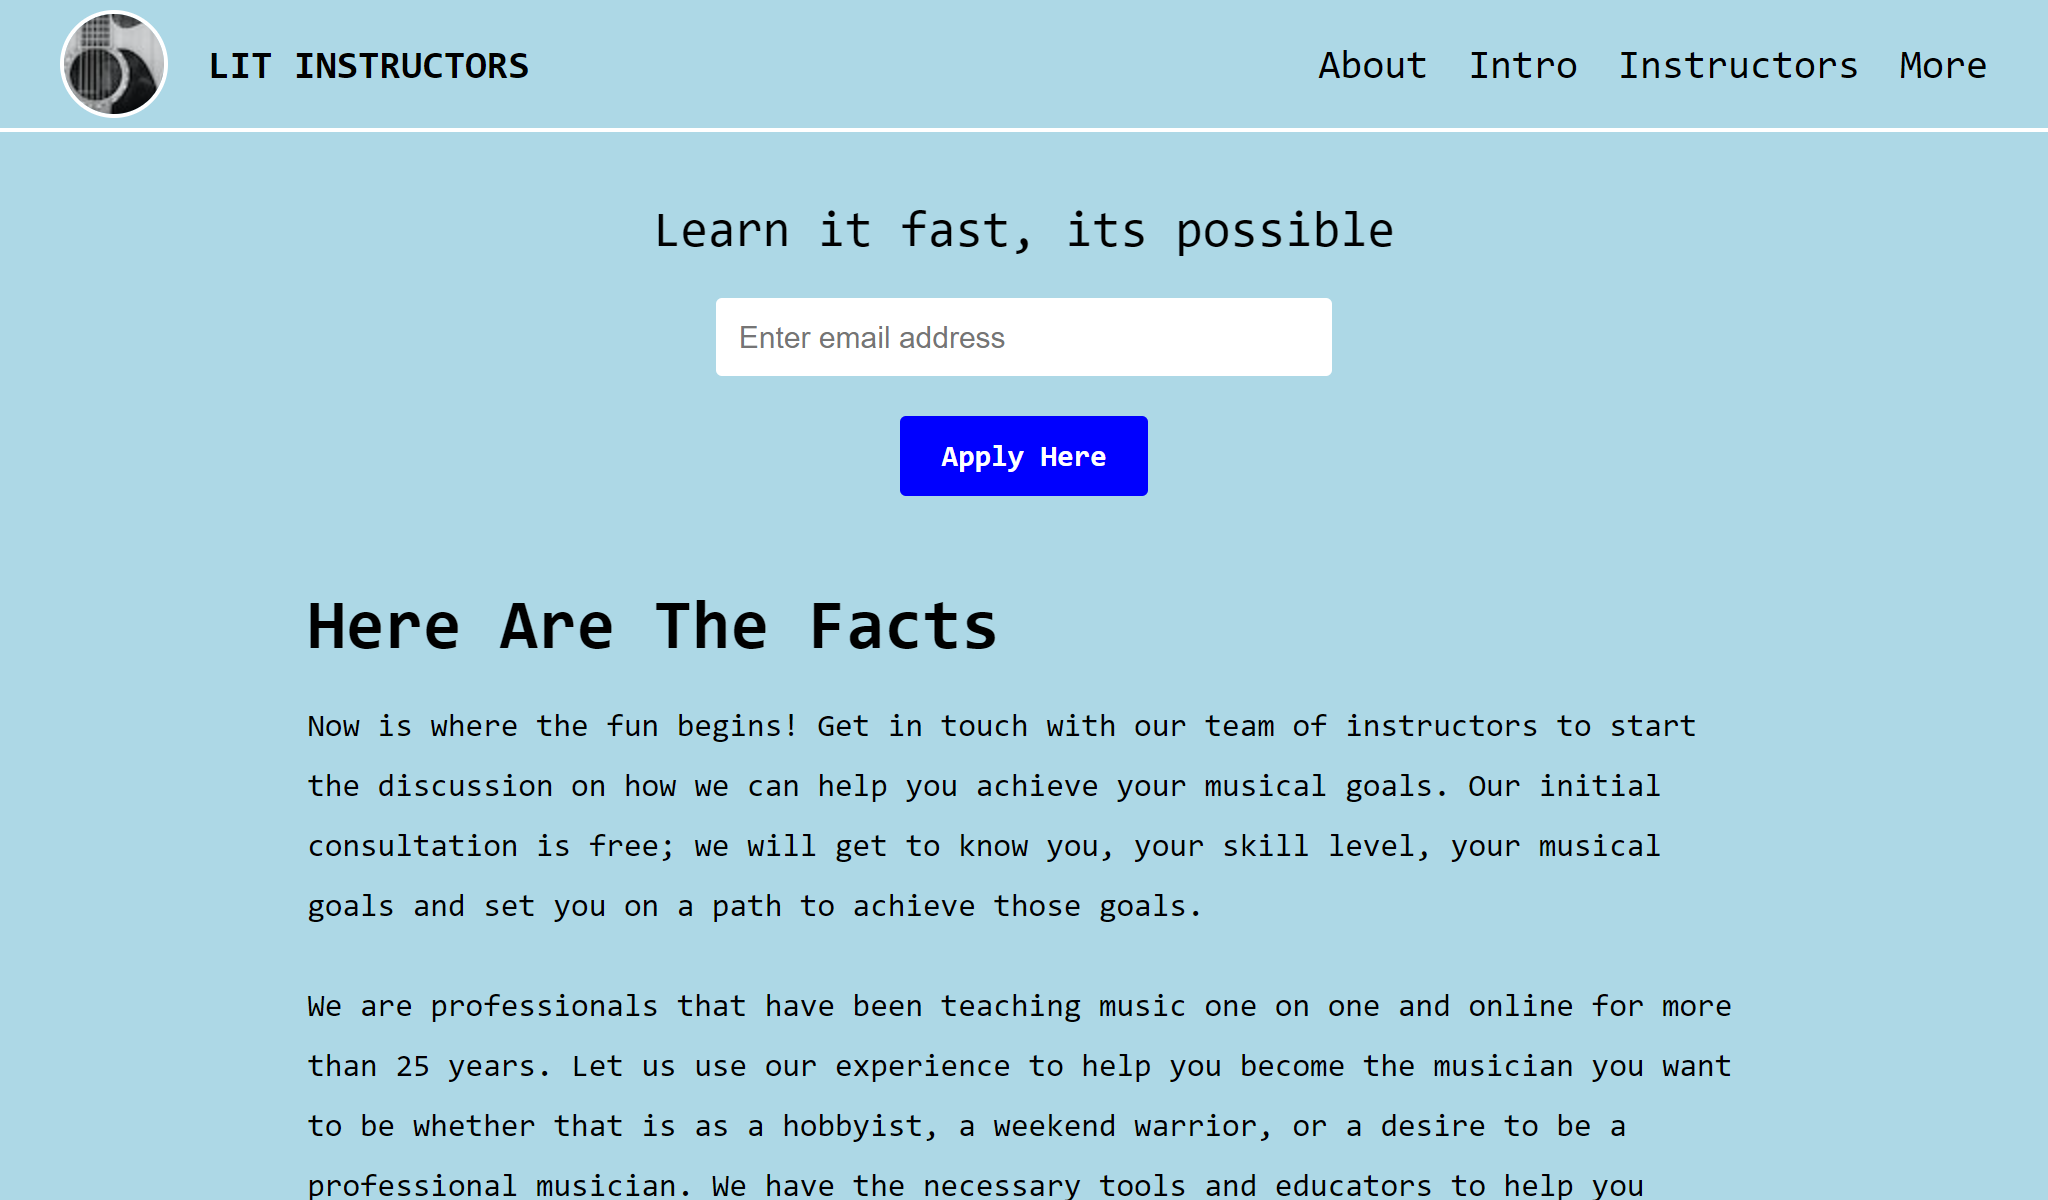 LIT INSTRUCTORS
About Intro Instructors More
Learn it fast, its possible
Enter email address
Apply Here
Here Are The Facts
Now is where the fun begins! Get in touch with our team of instructors to start
the discussion on how we can help you achieve your musical goals. Our initial
consultation is free; we will get to know you, your skill level, your musical
goals and set you on a path to achieve those goals.
We are professionals that have been teaching music one on one and online for more
than 25 years. Let us use our experience to help you become the musician you want
to be whether that is as a hobbyist, a weekend warrior, or a desire to be a
professional musician. We have the necessary tools and educators to help you